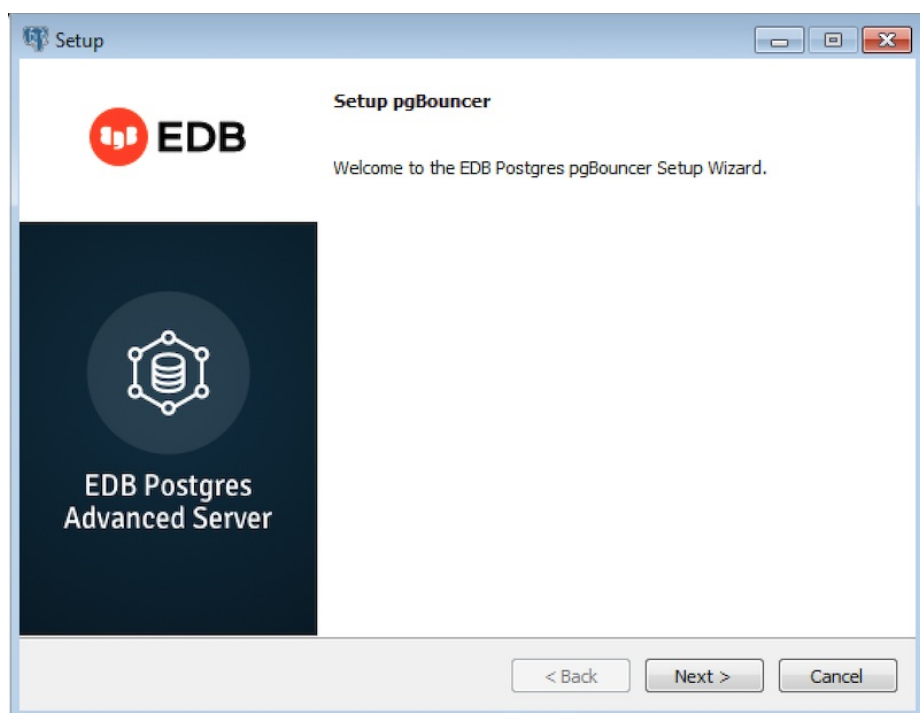 Setup
EDB
Setup pgBouncer
Welcome to the EDB Postgres pgBouncer Setup Wizard.
EDB Postgres
Advanced Server
< Back
Next >
Cancel